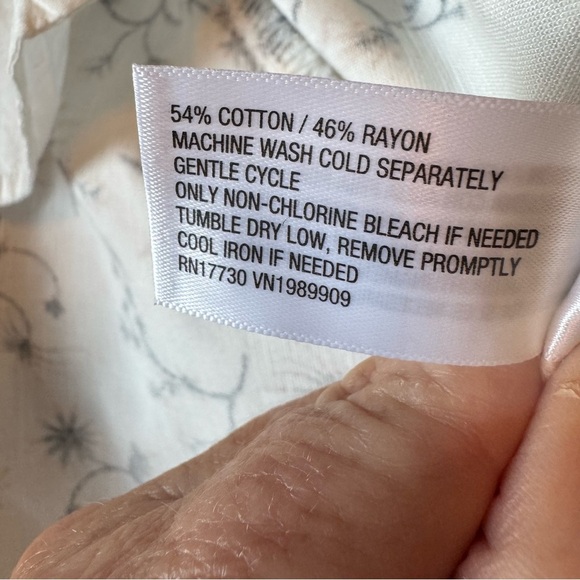 54% COTTON / 46% RAYON
MACHINE WASH COLD SEPARATELY
GENTLE CYCLE
ONLY NON-CHLORINE BLEACH IF NEEDED
TUMBLE DRY LOW, REMOVE PROMPTLY
COOL IRON IF NEEDED
RN17730 VN1989909